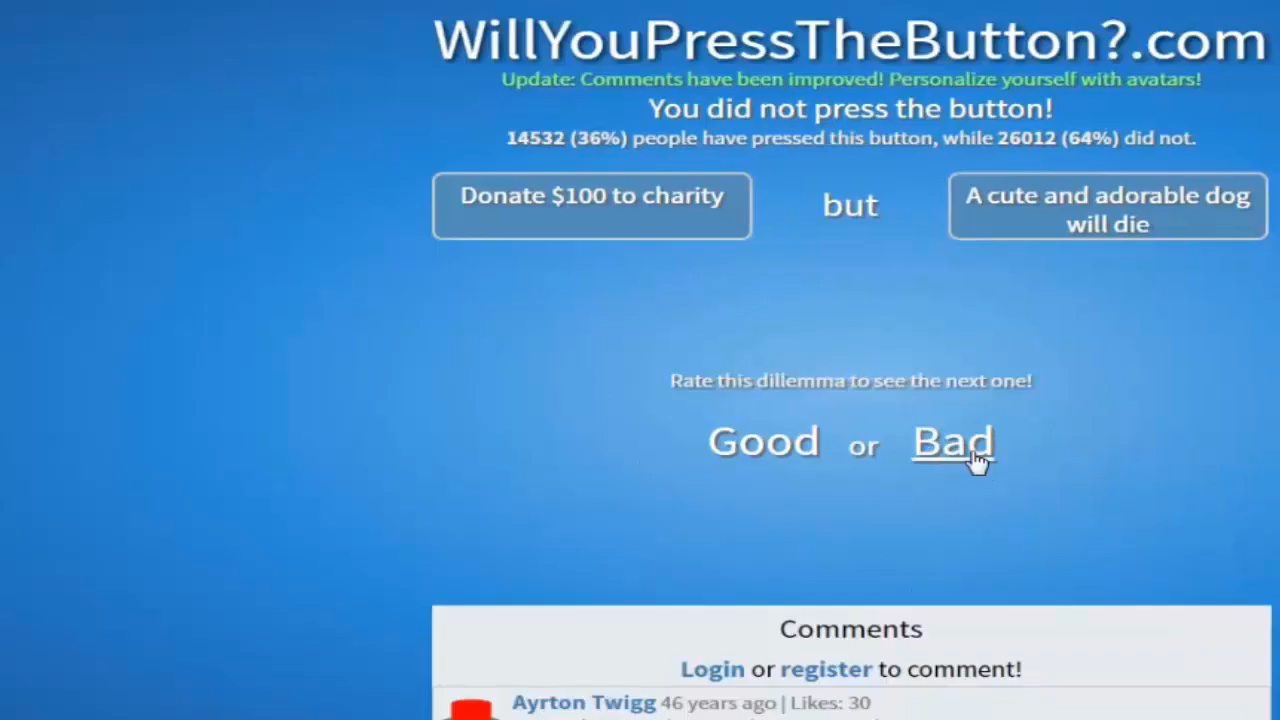 WillYouPressTheButton?.com
Update: Comments have been improved! Personalize yourself with avatars!
You did not press the button!
14532 (36%) people have pressed this button, while 26012 (64%) did not.
Donate $100 to charity
but
A cute and adorable dog
will die
Rate this dillemma to see the next one!
Good or Bad
Comments
Login or register to comment!
Ayrton Twigg 46 years ago | Likes: 30